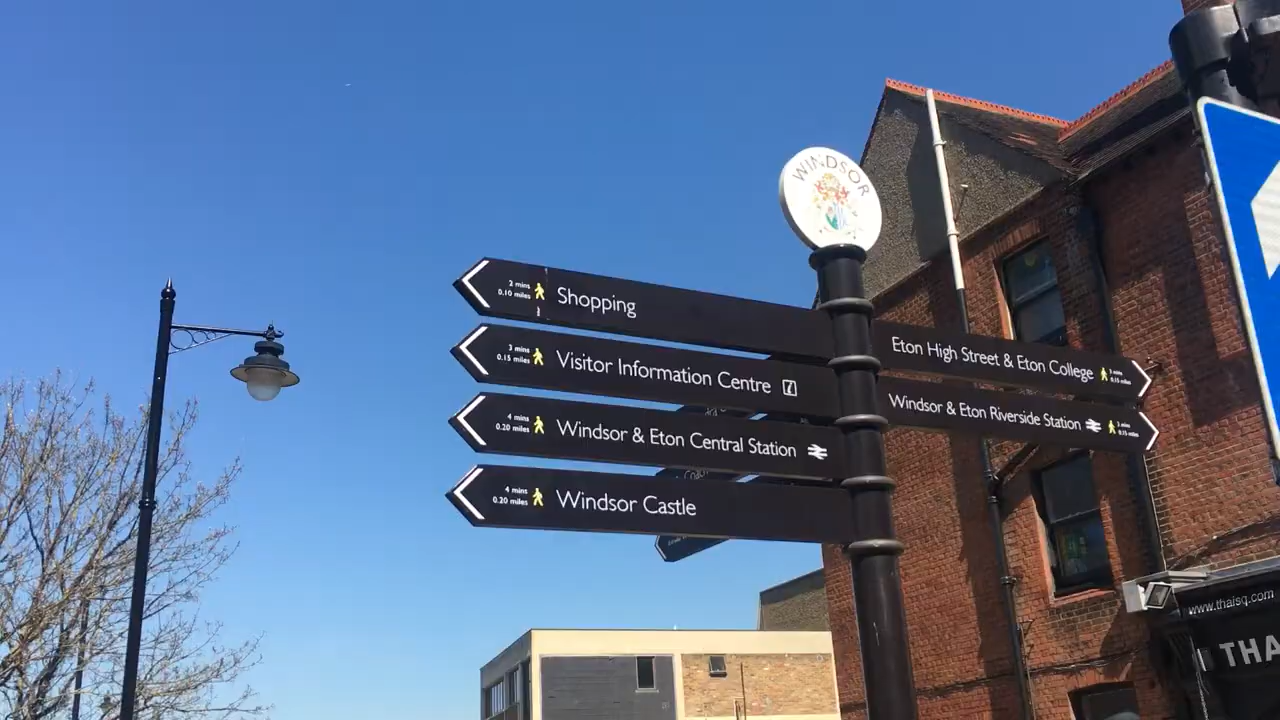 WINDSOR
2 mins
0.10 miles
Shopping
3 mins
0.15 miles
Visitor Information Centre
4 mins
0.20 miles
Windsor & Eton Central Station
4 mins
0.20 miles
Windsor Castle
Eton High Street & Eton College
3 mins
0.15 miles
Windsor & Eton Riverside Station
3 mins
0.15 miles
www.thaisq.com
THA